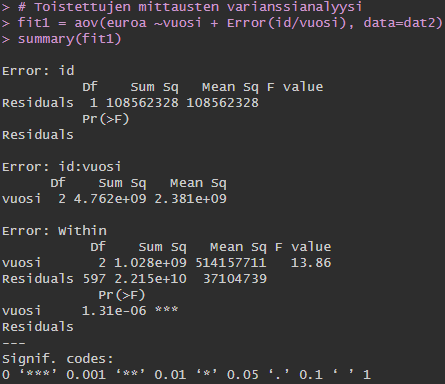 > # Toistettujen mittausten varianssianalyysi
> fit1 = aov(euroa ~vuosi + Error(id/vuosi), data=dat2)
> summary(fit1)
Error: id
Df Sum Sq Mean Sq F value
Residuals 1 108562328 108562328
Pr(>F)
Residuals
Error: id:vuosi
Df Sum Sq Mean Sq
vuosi 2 4.762e+09 2.381e+09
Error: Within
Df Sum Sq Mean Sq F value
vuosi 2 1.028e+09 514157711 13.86
Residuals 597 2.215e+10 37104739
Pr(>F)
vuosi 1.31e-06 ***
Residuals
---
Signif. codes:
0 ‘***’ 0.001 ‘**’ 0.01 ‘*’ 0.05 ‘.’ 0.1 ‘ ’ 1